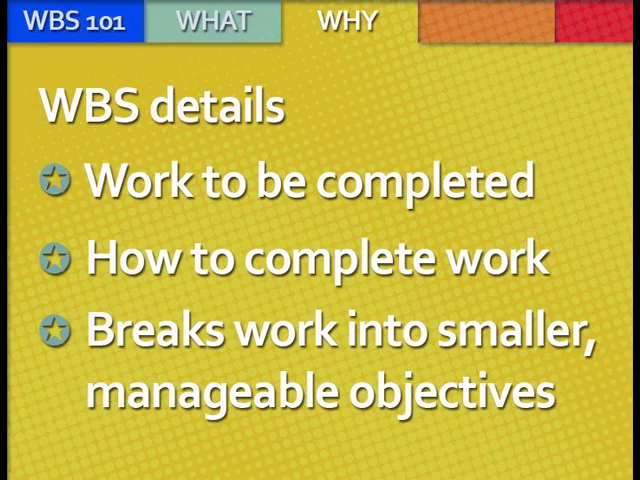 WBS 101 WHAT WHY
WBS details
Work to be completed
How to complete work
Breaks work into smaller,
manageable objectives